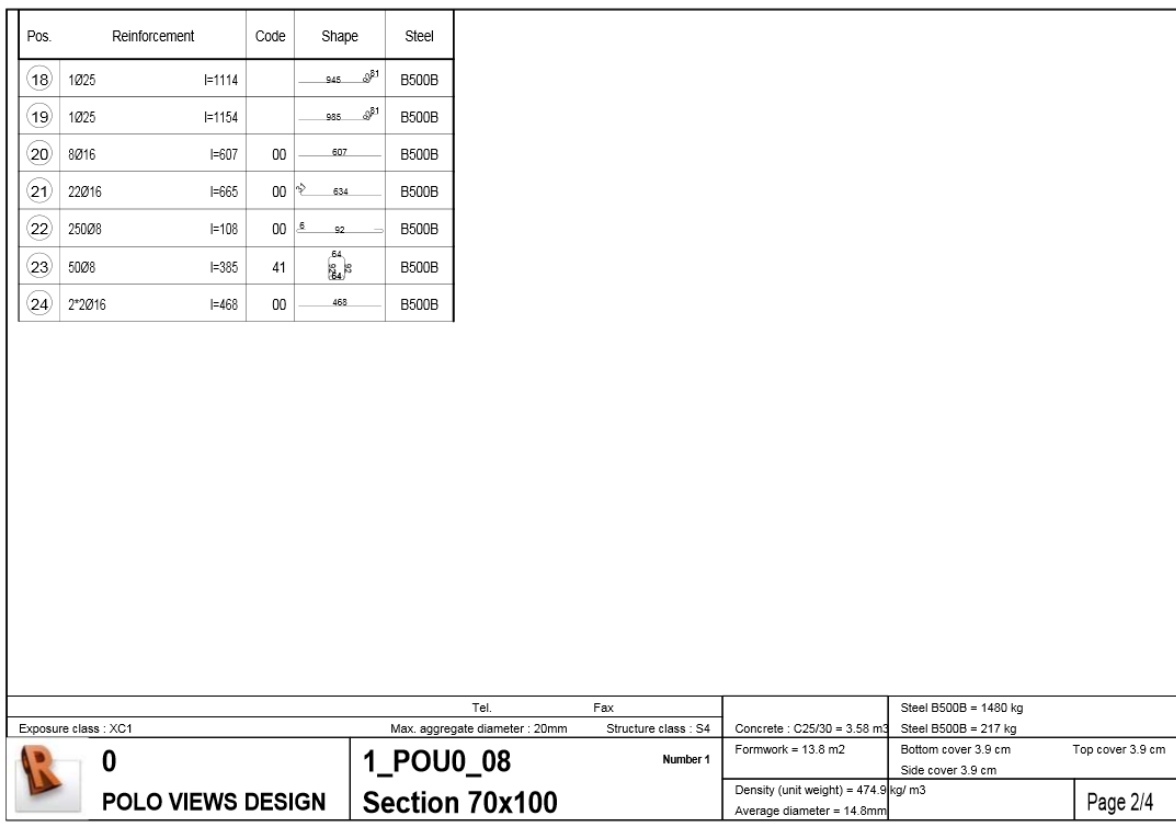 Pos. Reinforcement Code Shape Steel
18 1Ø25 l=1114 945 81 B500B
19 1Ø25 l=1154 985 81 B500B
20 8Ø16 l=607 00 607 B500B
21 22Ø16 l=665 00 31 634 B500B
22 250Ø8 l=108 00 6 92 B500B
64
23 50Ø8 l=385 41 92 92 B500B
64
24 2*2Ø16 l=468 00 468 B500B
Tel. Fax Steel B500B = 1480 kg
Exposure class : XC1 Max. aggregate diameter : 20mm Structure class : S4 Concrete : C25/30 = 3.58 m3 Steel B500B = 217 kg
0 1_POU0_08 Number 1 Formwork = 13.8 m2 Bottom cover 3.9 cm Top cover 3.9 cm
Side cover 3.9 cm
POLO VIEWS DESIGN Section 70x100 Density (unit weight) = 474.9 kg/ m3
Average diameter = 14.8mm Page 2/4